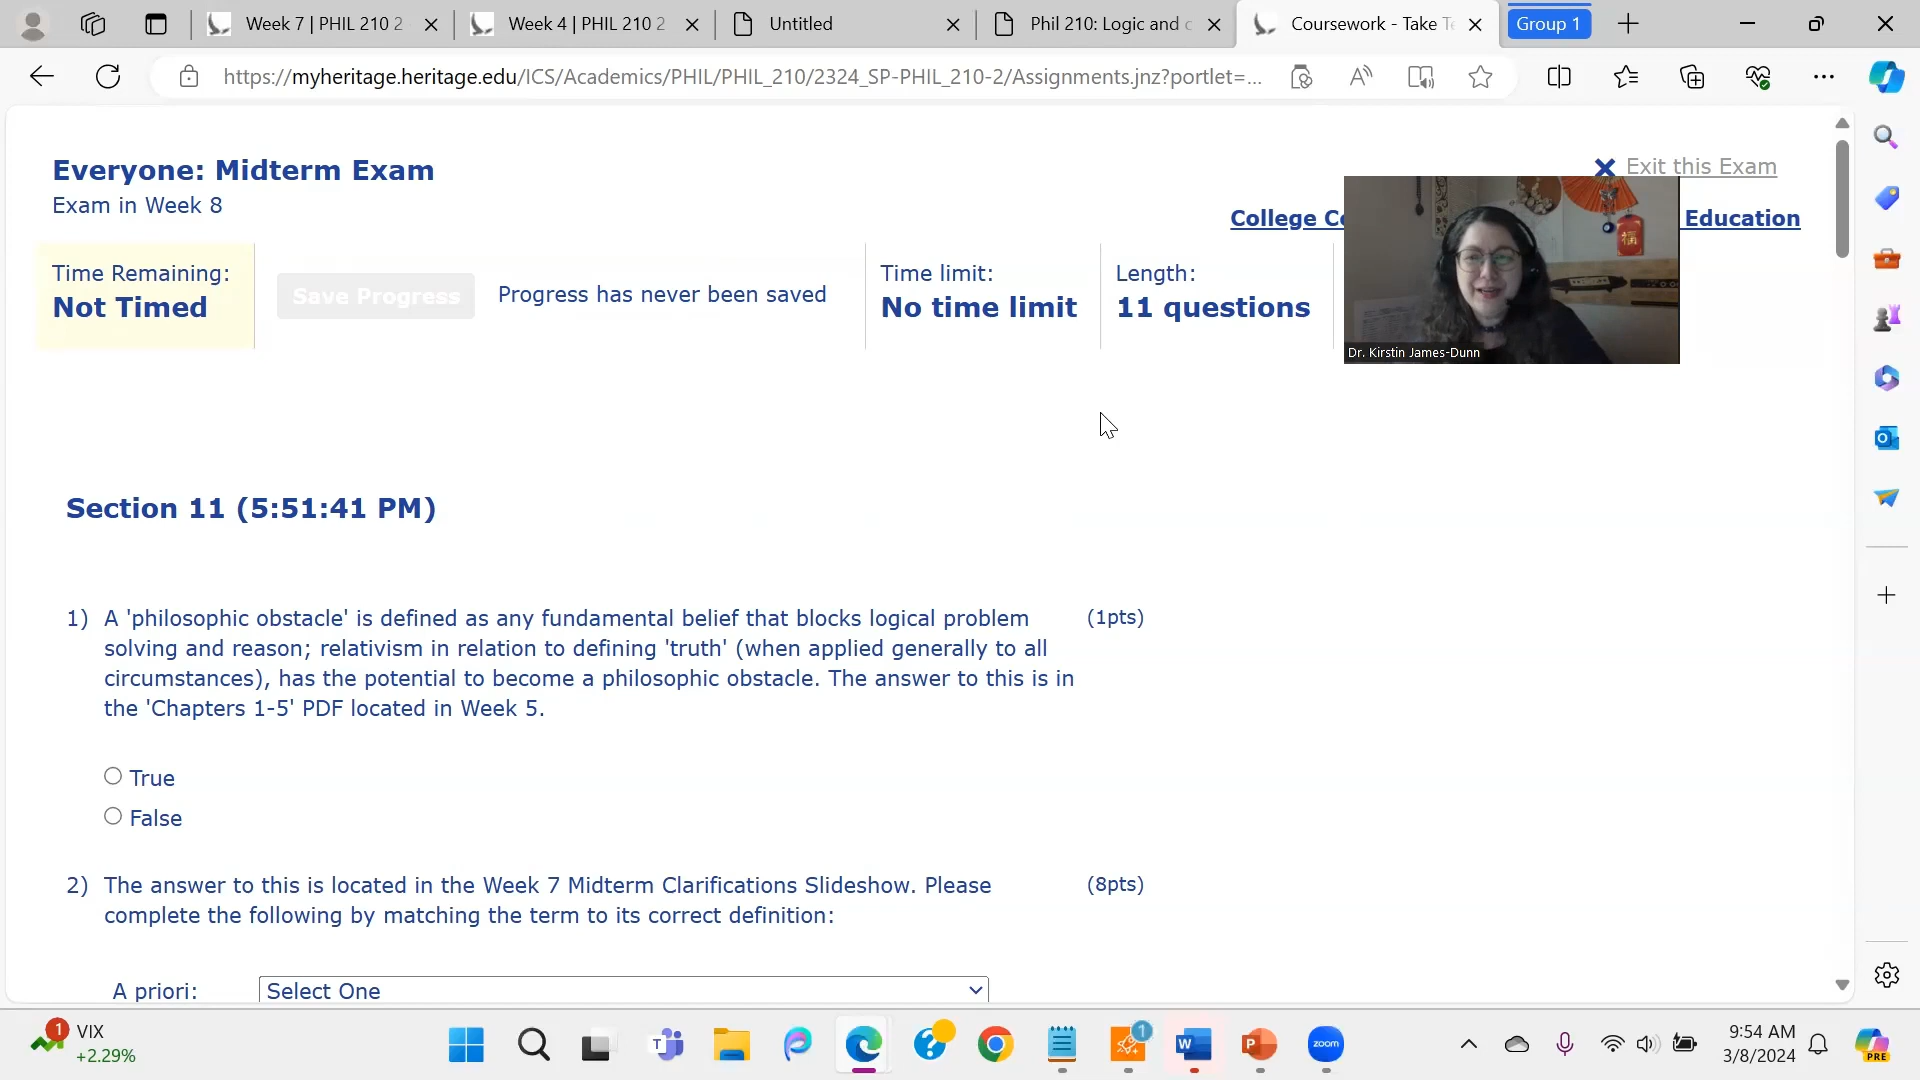 Week 7 | PHIL 210 2
Week 4 | PHIL 210 2
Untitled
Phil 210: Logic and c
Coursework - Take Te
Group 1
https://myheritage.heritage.edu/ICS/Academics/PHIL/PHIL_210/2324_SP-PHIL_210-2/Assignments.jnz?portlet=...
Everyone: Midterm Exam
Exit this Exam
Exam in Week 8
College Co
Education
Time Remaining:
Not Timed
Save Progress
Progress has never been saved
Time limit:
No time limit
Length:
11 questions
福
Dr. Kirstin James-Dunn
Section 11 (5:51:41 PM)
1) A 'philosophic obstacle' is defined as any fundamental belief that blocks logical problem (1pts)
solving and reason; relativism in relation to defining 'truth' (when applied generally to all
circumstances), has the potential to become a philosophic obstacle. The answer to this is in
the 'Chapters 1-5' PDF located in Week 5.
True
False
2) The answer to this is located in the Week 7 Midterm Clarifications Slideshow. Please (8pts)
complete the following by matching the term to its correct definition:
A priori:
Select One
1
VIX
+2.29%
1
zoom
9:54 AM
3/8/2024
PRE